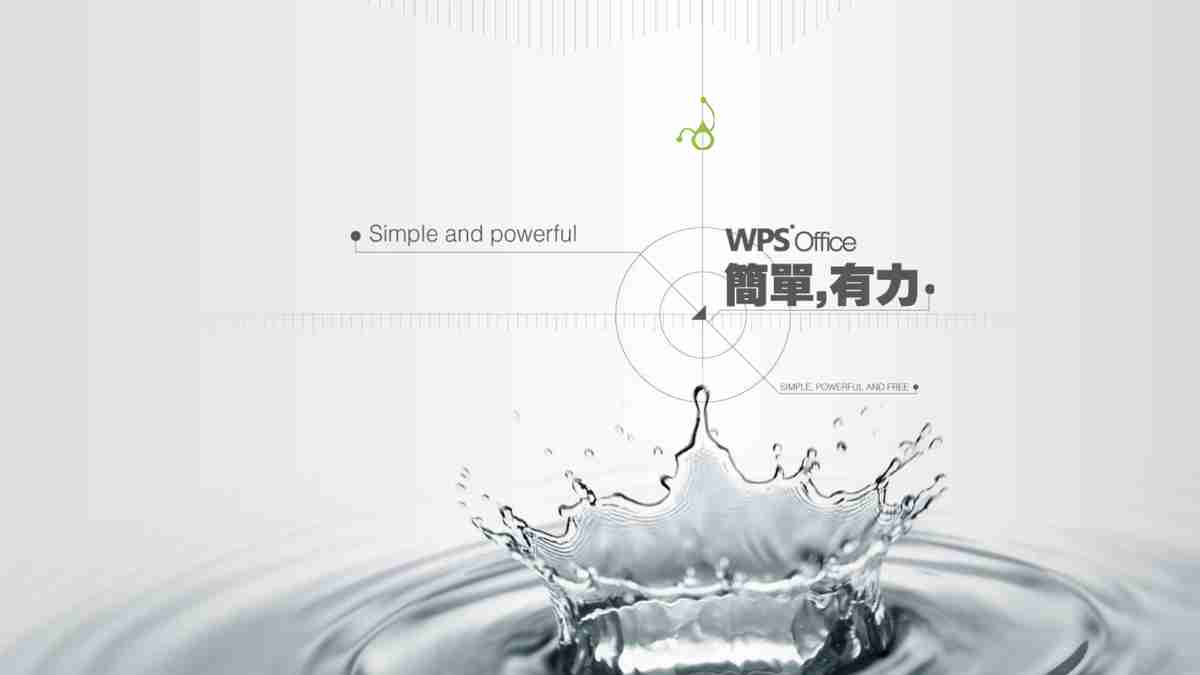 Simple and powerful
WPS Office
簡單,有力.
SIMPLE, POWERFUL AND FREE